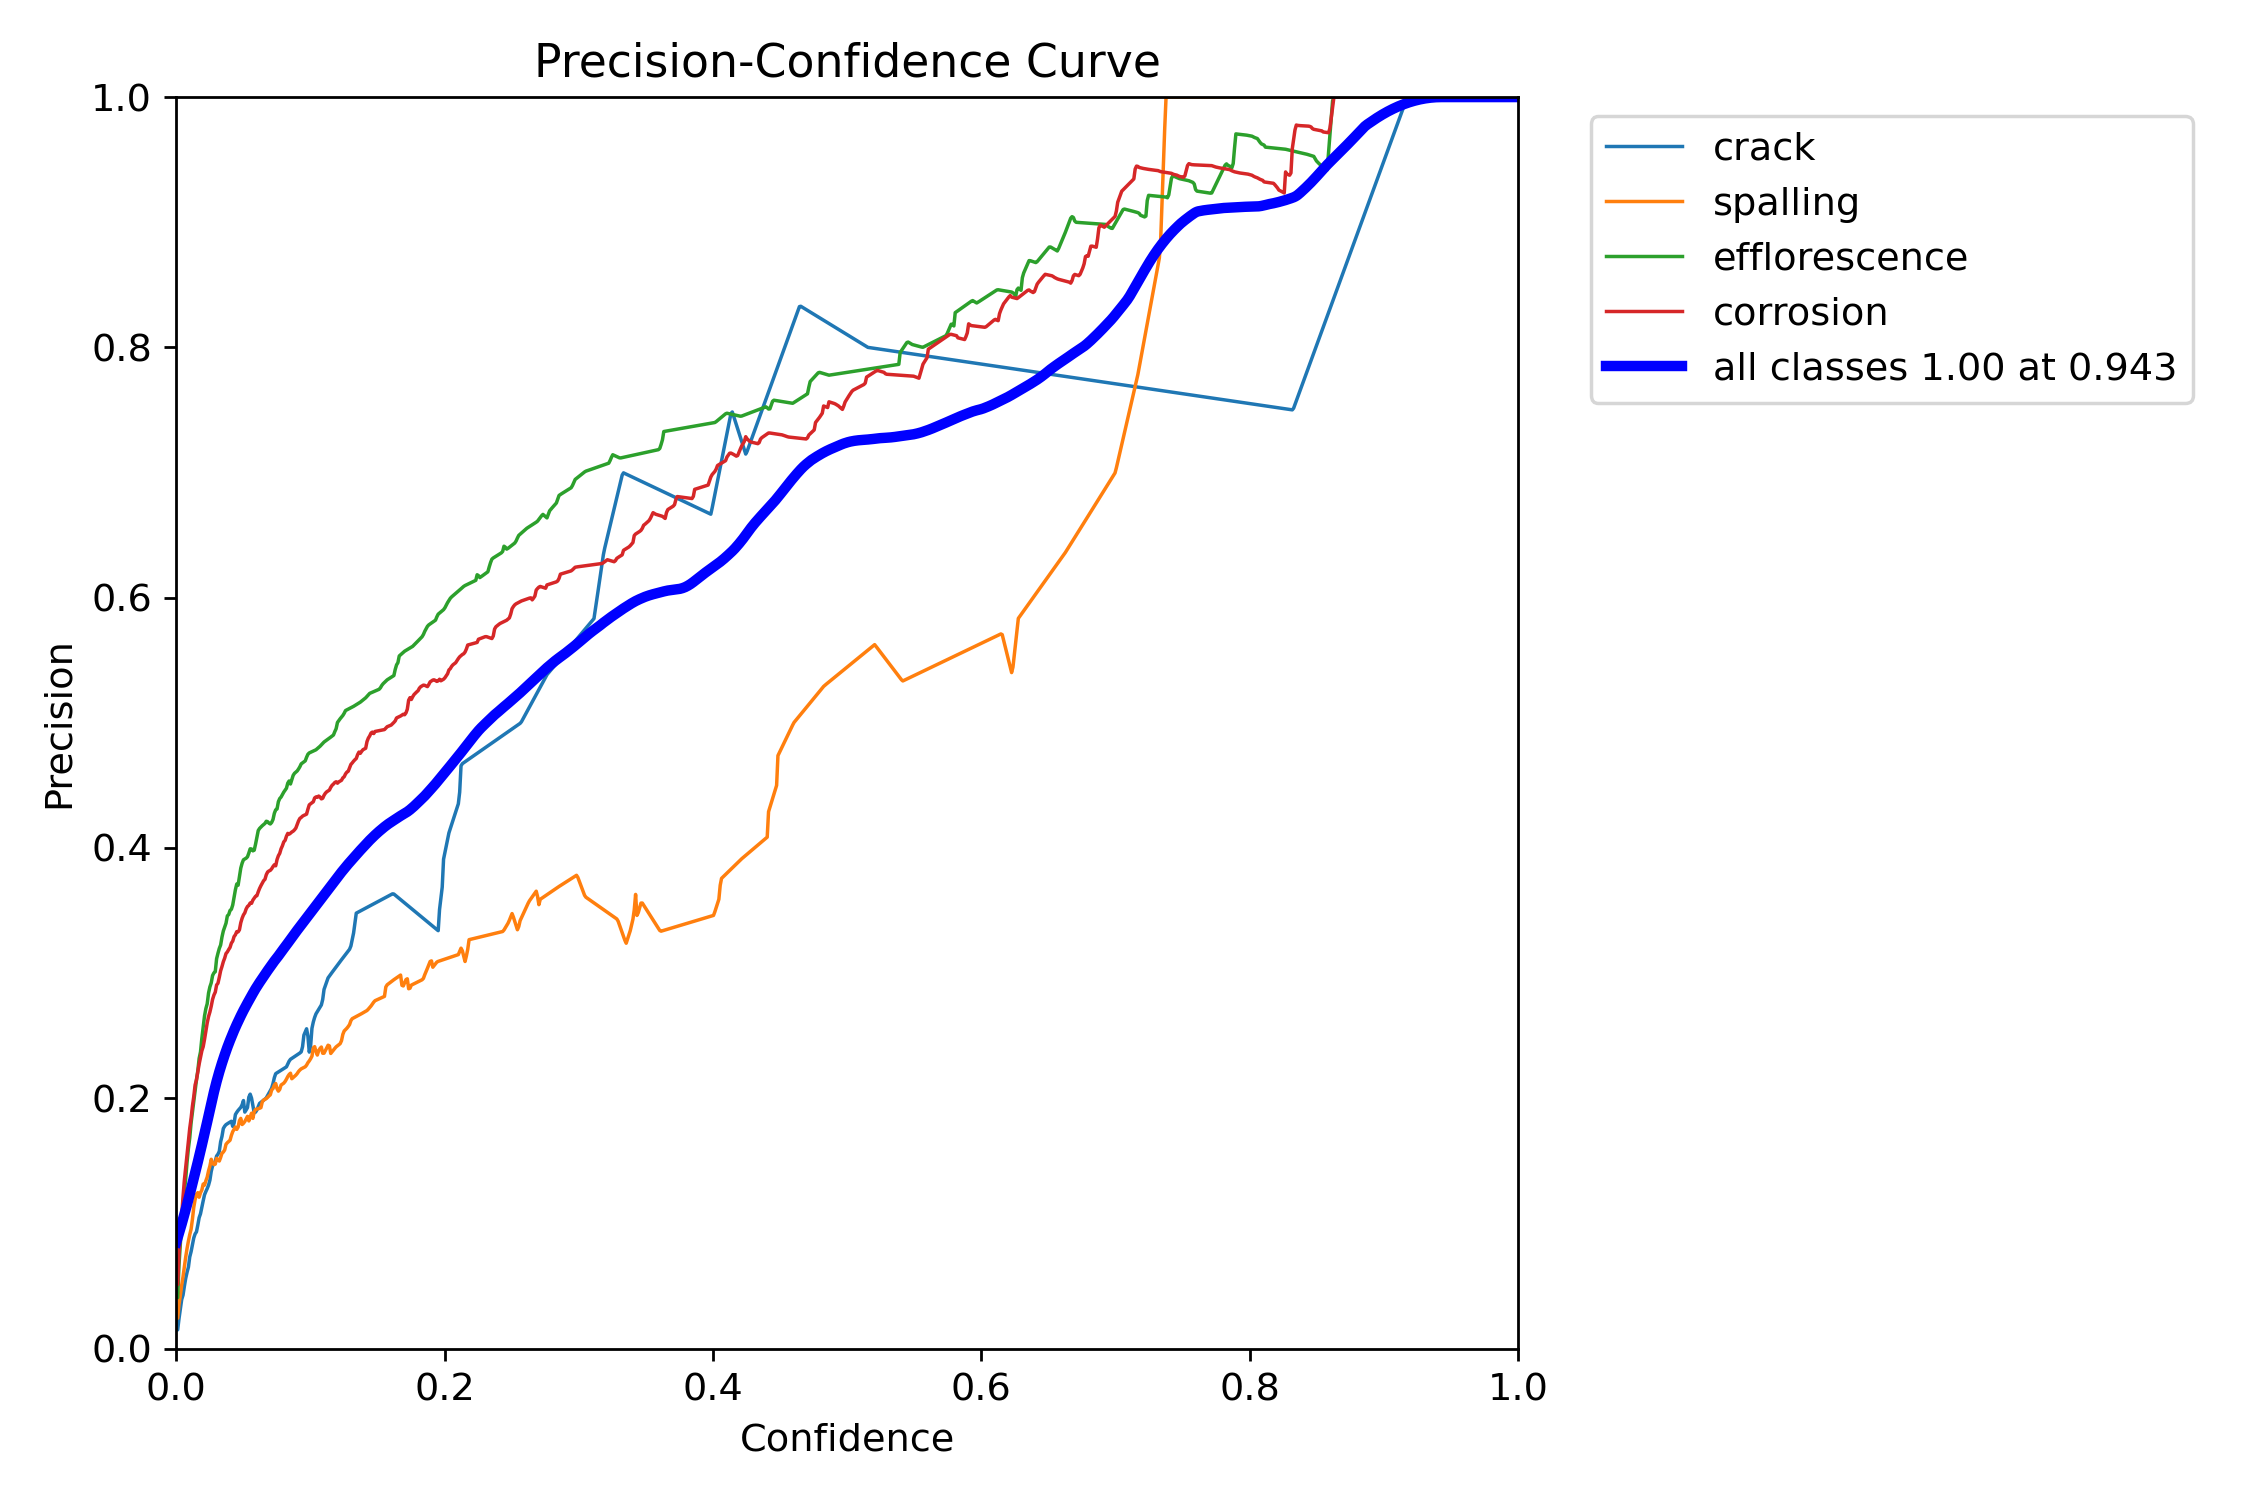 Precision-Confidence Curve
1.0
0.8
0.6
0.4
0.2
0.0
Precision
0.0 0.2 0.4 0.6 0.8 1.0
Confidence
crack
spalling
efflorescence
corrosion
all classes 1.00 at 0.943